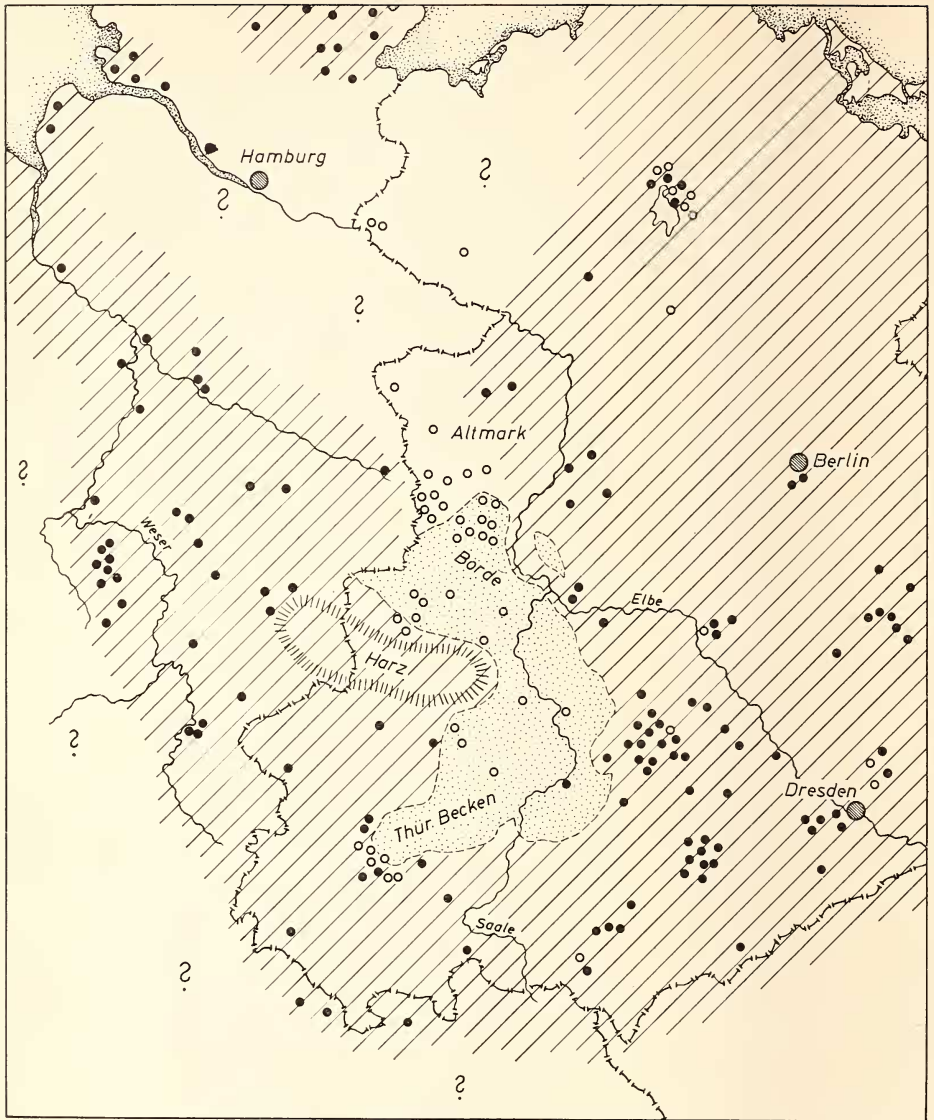 ?
Hamburg
?
?
Altmark
Berlin
?
Weser
Börde
Elbe
Harz
?
Dresden
Thür. Becken
Saale
?
?